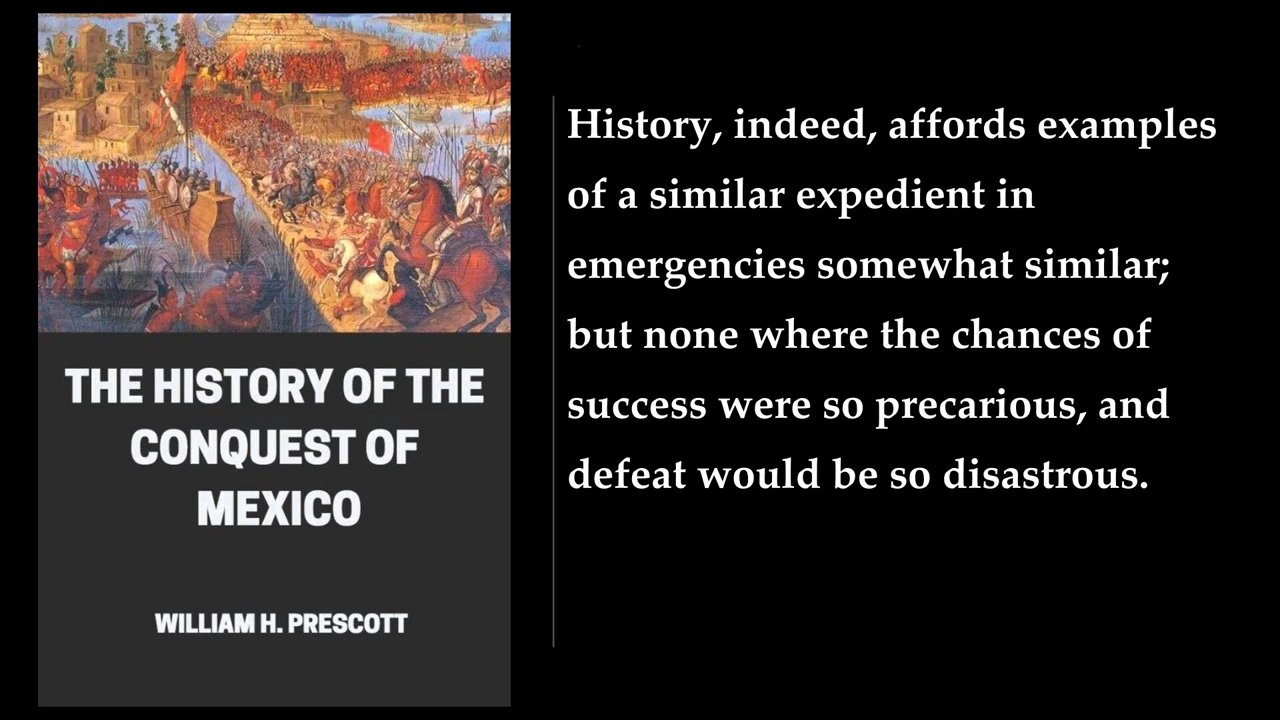 THE HISTORY OF THE
CONQUEST OF
MEXICO
WILLIAM H. PRESCOTT
History, indeed, affords examples
of a similar expedient in
emergencies somewhat similar;
but none where the chances of
success were so precarious, and
defeat would be so disastrous.